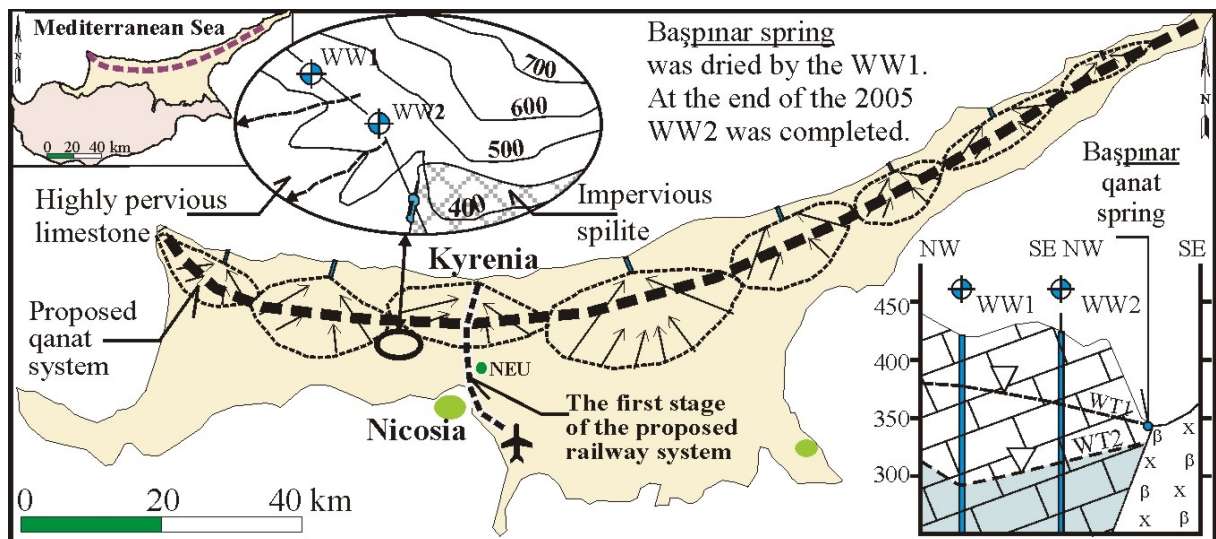 Mediterranean Sea
N
0 20 40 km
WW1
WW2
700
600
500
400
Başpınar spring
was dried by the WW1.
At the end of the 2005
WW2 was completed.
N
Highly pervious
limestone
Impervious
spilite
Başpınar
qanat
spring
Kyrenia
Proposed
qanat
system
NEU
Nicosia
The first stage
of the proposed
railway system
0 20 40 km
NW SE NW SE
WW1 WW2
450
400
350
300
WT1
WT2
β x
x β
β x
x β